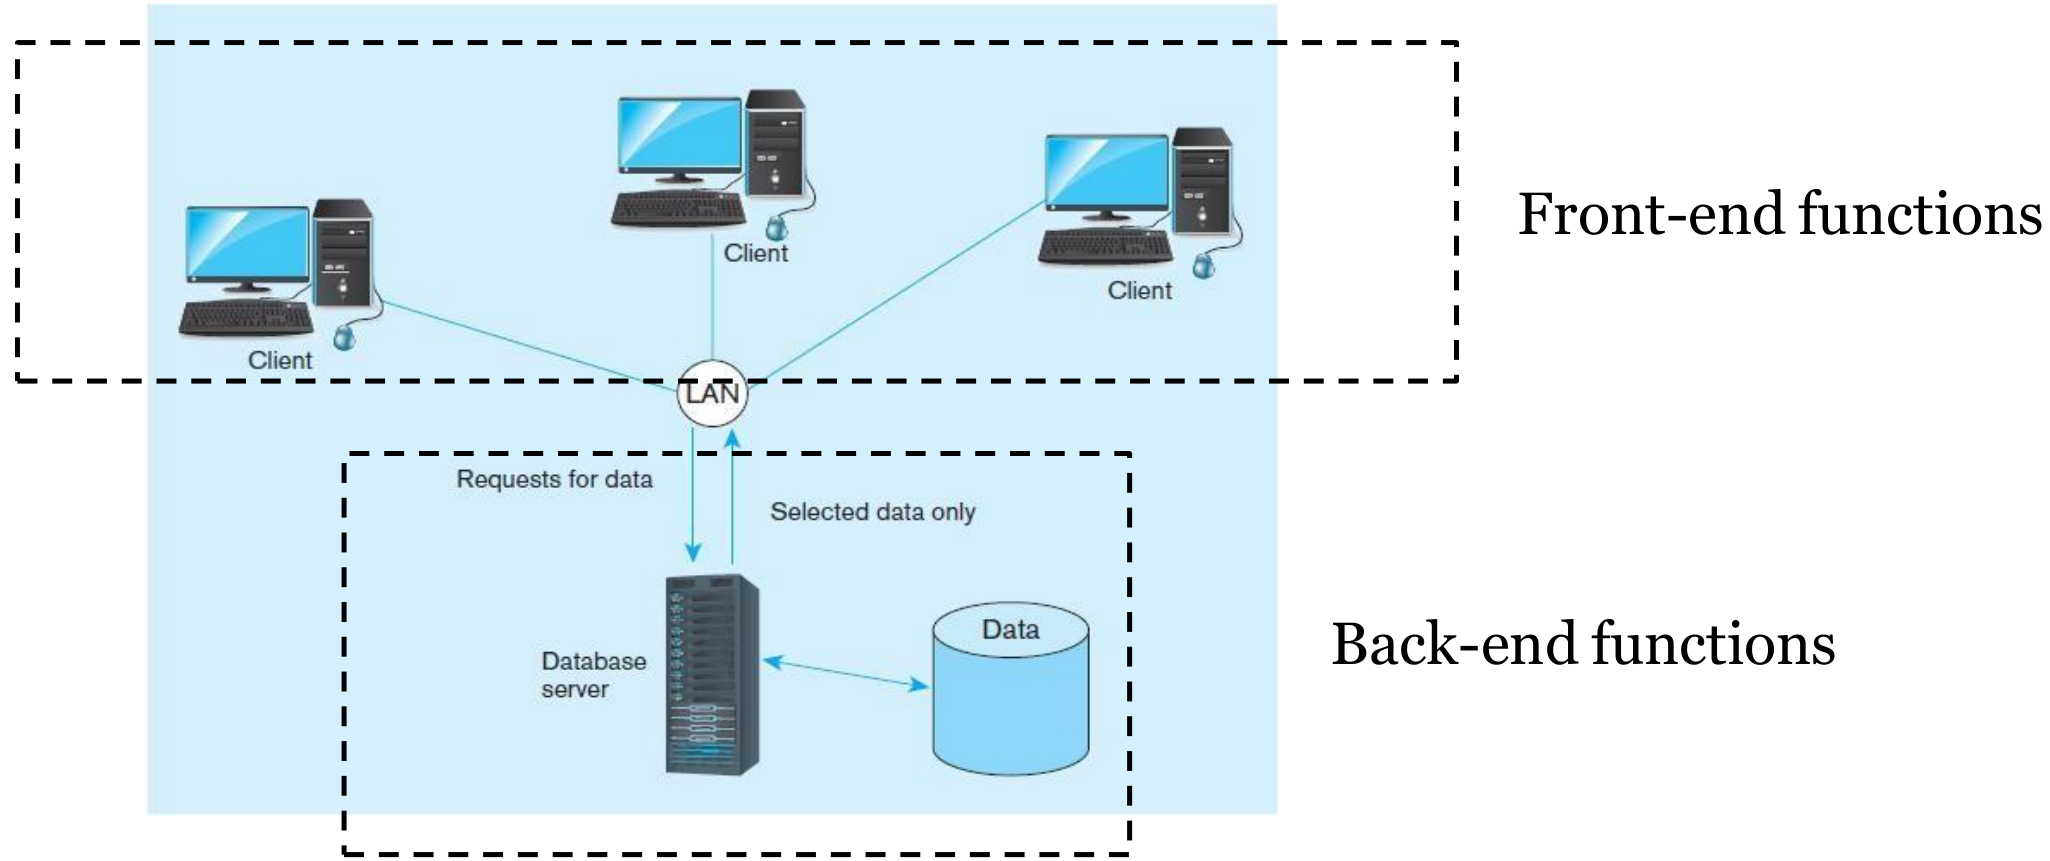 Front-end functions
Client
Client
Client
LAN
Requests for data
Selected data only
Data
Database
server
Back-end functions